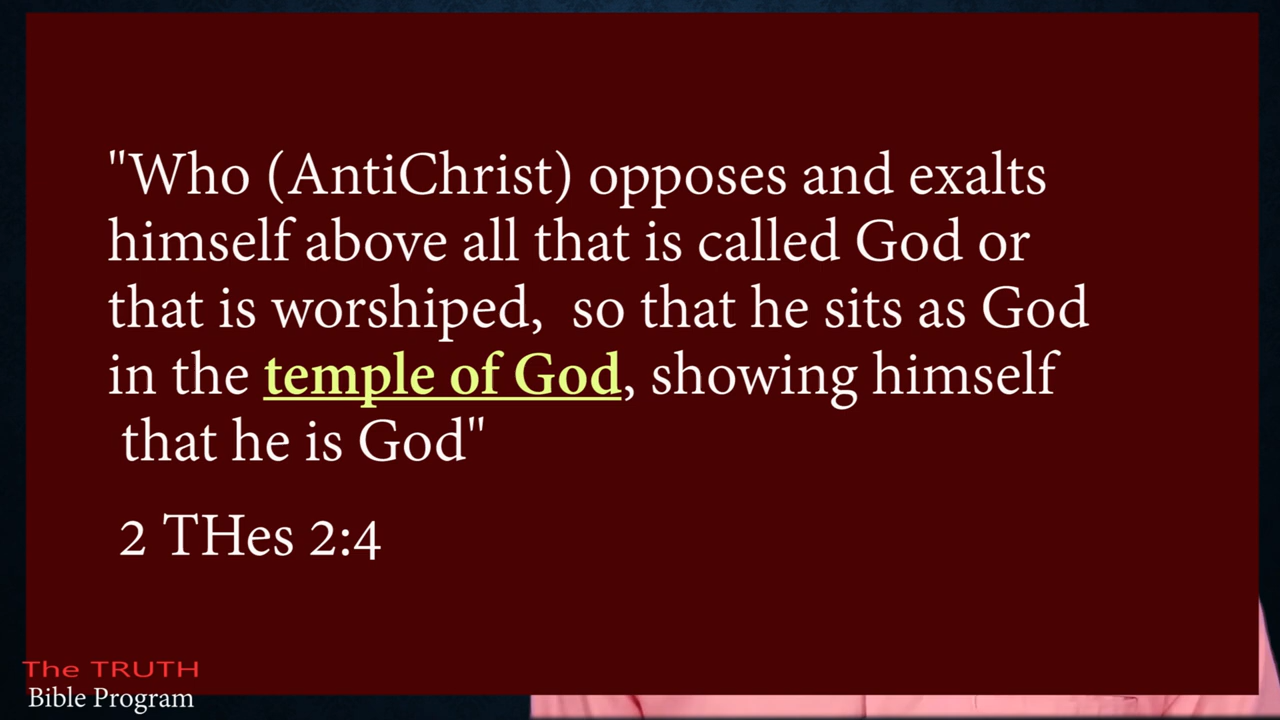 "Who (AntiChrist) opposes and exalts
himself above all that is called God or
that is worshiped,  so that he sits as God
in the temple of God, showing himself
that he is God"
2 THes 2:4
The TRUTH
Bible Program